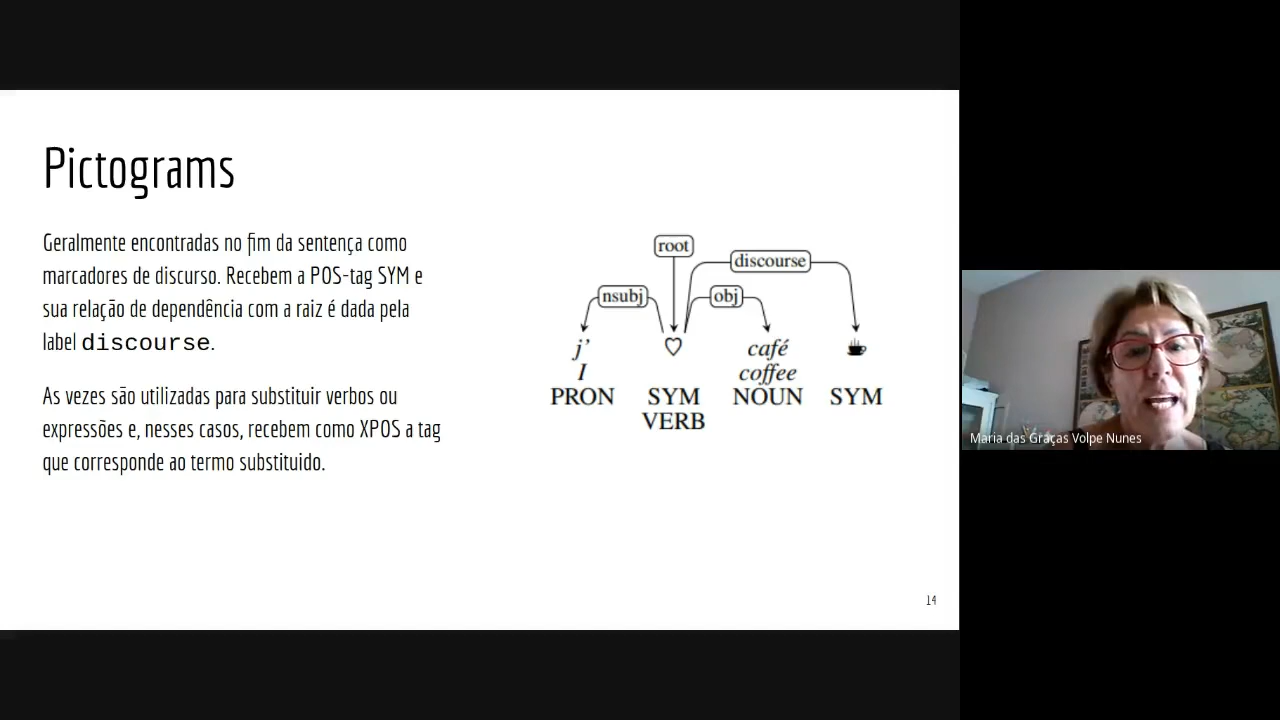 Pictograms
Geralmente encontradas no fim da sentença como
marcadores de discurso. Recebem a POS-tag SYM e
sua relação de dependência com a raiz é dada pela
label discourse.
As vezes são utilizadas para substituir verbos ou
expressões e, nesses casos, recebem como XPOS a tag
que corresponde ao termo substituido.
root
discourse
nsubj obj
j' ♡ café ☕
I coffee
PRON SYM NOUN SYM
VERB
14
Maria das Graças Volpe Nunes